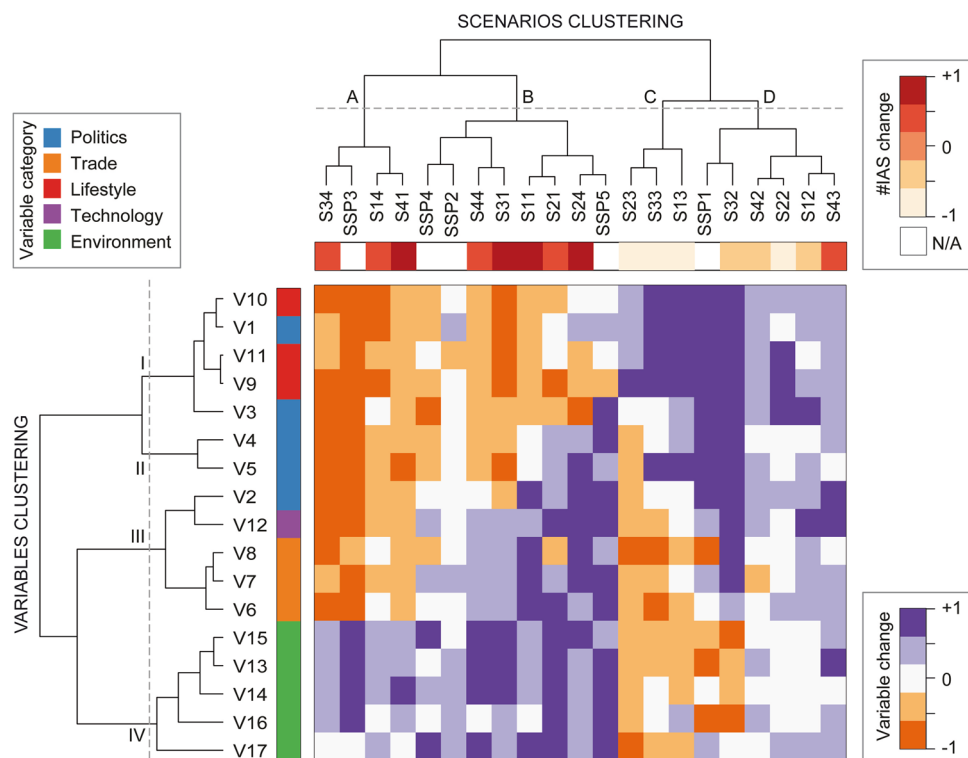 SCENARIOS CLUSTERING
A B C D
Variable category
Politics
Trade
Lifestyle
Technology
Environment
S34 SSP3 S14 S41 SSP4 SSP2 S44 S31 S11 S21 S24 SSP5 S23 S33 S13 SSP1 S32 S42 S22 S12 S43
#IAS change
+1
0
-1
N/A
VARIABLES CLUSTERING
I
II
III
IV
V10
V1
V11
V9
V3
V4
V5
V2
V12
V8
V7
V6
V15
V13
V14
V16
V17
Variable change
+1
0
-1